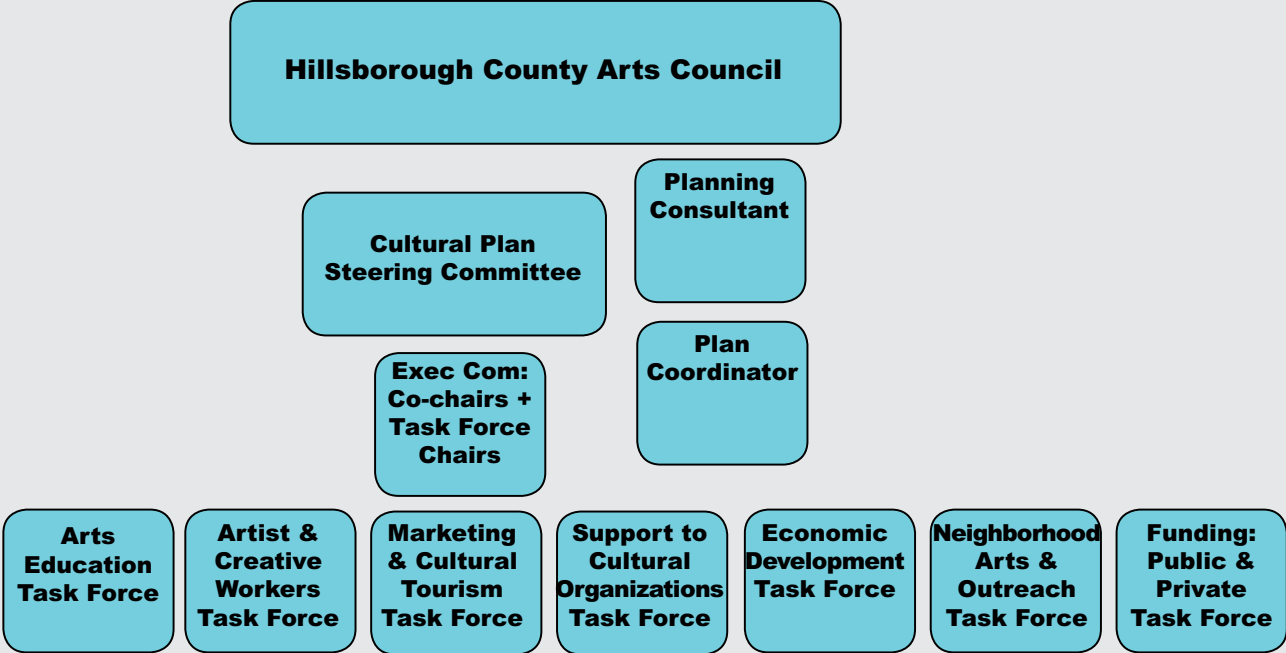 Hillsborough County Arts Council
Planning
Consultant
Cultural Plan
Steering Committee
Plan
Coordinator
Exec Com:
Co-chairs +
Task Force
Chairs
Arts
Education
Task Force
Artist &
Creative
Workers
Task Force
Marketing
& Cultural
Tourism
Task Force
Support to
Cultural
Organizations
Task Force
Economic
Development
Task Force
Neighborhood
Arts &
Outreach
Task Force
Funding:
Public &
Private
Task Force